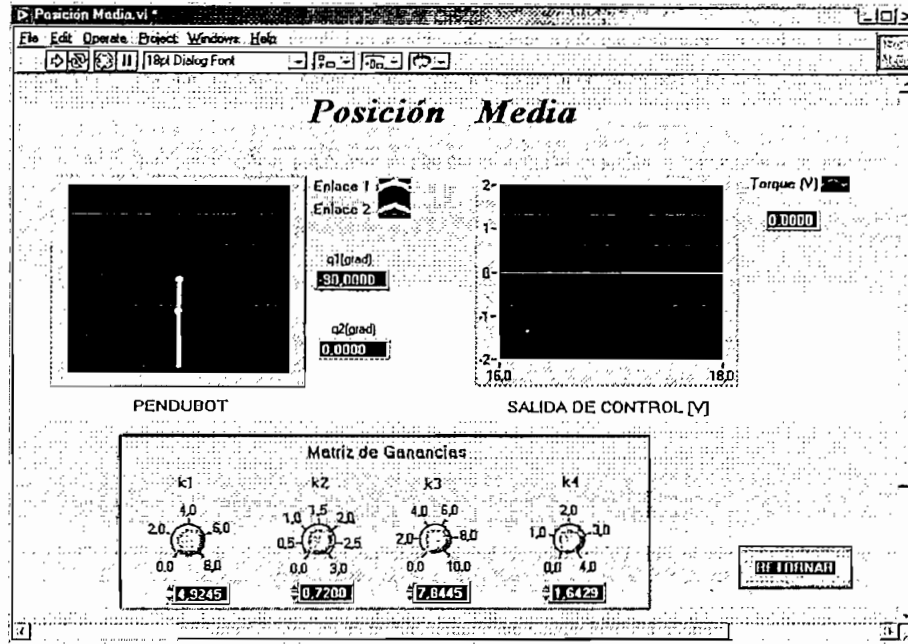 Posición Media.vi *
File Edit Operate Project Windows Help
18pt Dialog Font
Posición Media
Enlace 1
Enlace 2
q1(grad)
-90,0000
q2(grad)
0,0000
PENDUBOT
Torque (V)
0,0000
2
1
0
-1
-2
16,0 18,0
SALIDA DE CONTROL [V]
Matriz de Ganancias
k1 k2 k3 k4
4,0 1,5 4,0 6,0 2,0
2,0 6,0 1,0 2,0 2,0 8,0 1,0 3,0
0,5 2,5
0,0 8,0 0,0 3,0 0,0 10,0 0,0 4,0
4,9245 0,7200 7,8445 1,6429
RETORNAR